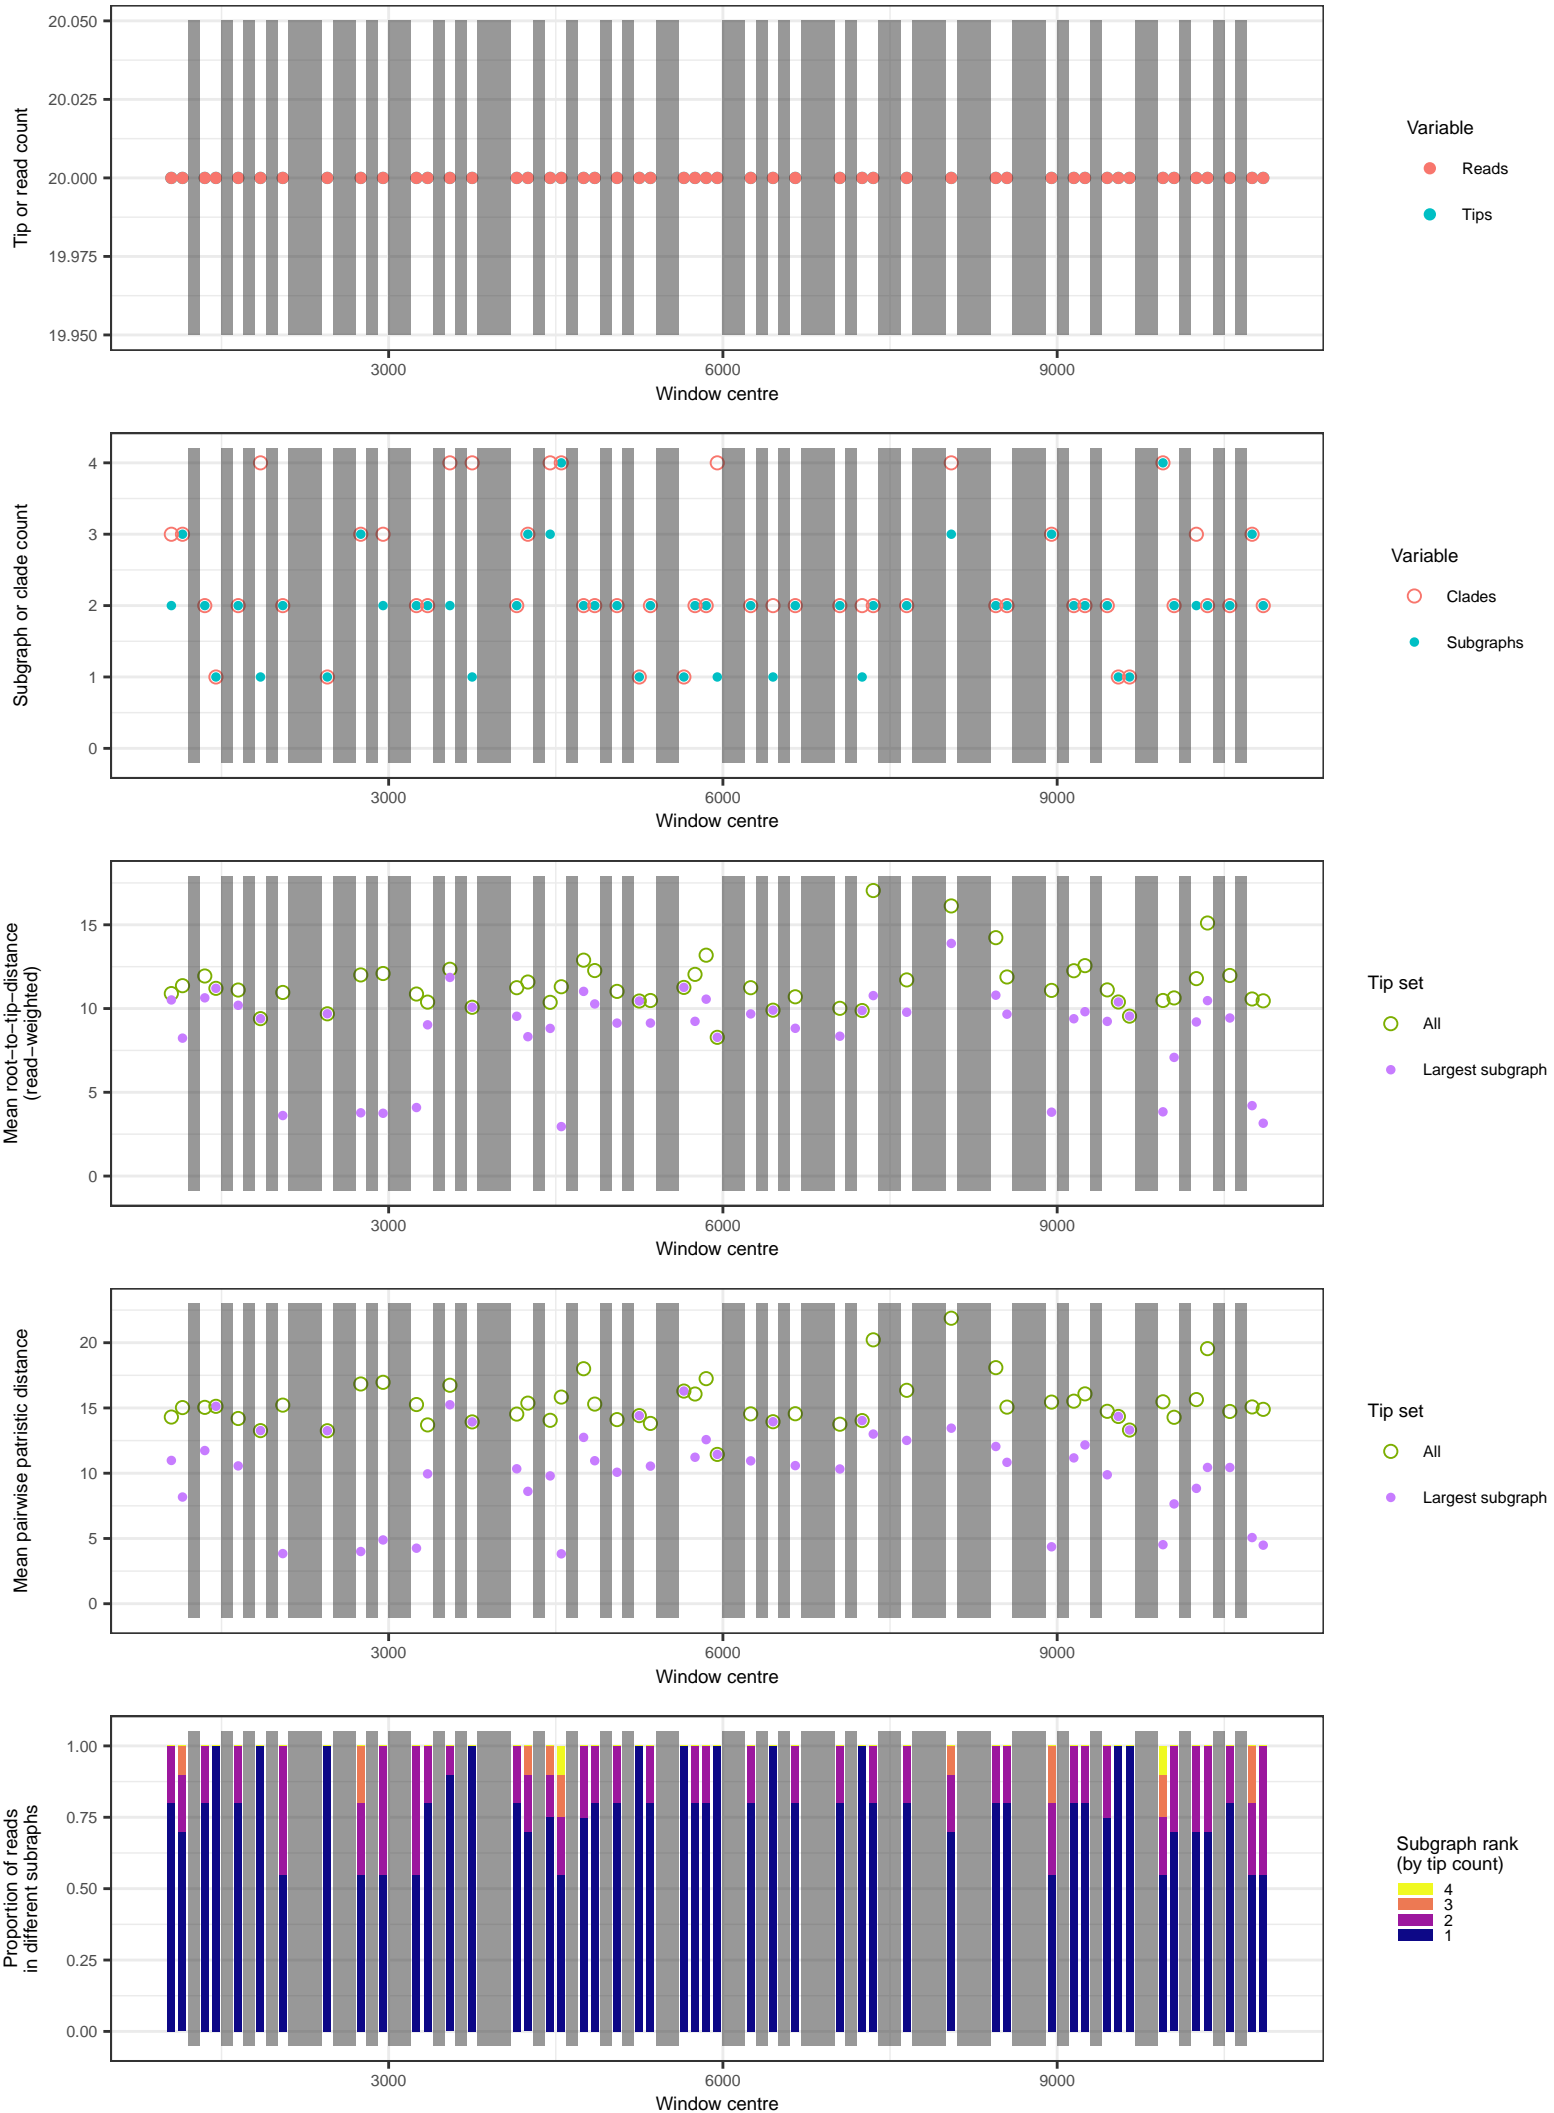 20.050
20.025
20.000
19.975
19.950
Tip or read count
3000
6000
9000
Window centre
Variable
Reads
Tips
4
3
2
1
0
Subgraph or clade count
3000
6000
9000
Window centre
Variable
Clades
Subgraphs
15
10
5
0
Mean root−to−tip−distance
(read−weighted)
3000
6000
9000
Window centre
Tip set
All
Largest subgraph
20
15
10
5
0
Mean pairwise patristic distance
3000
6000
9000
Window centre
Tip set
All
Largest subgraph
1.00
0.75
0.50
0.25
0.00
Proportion of reads
in different subraphs
3000
6000
9000
Window centre
Subgraph rank
(by tip count)
4
3
2
1